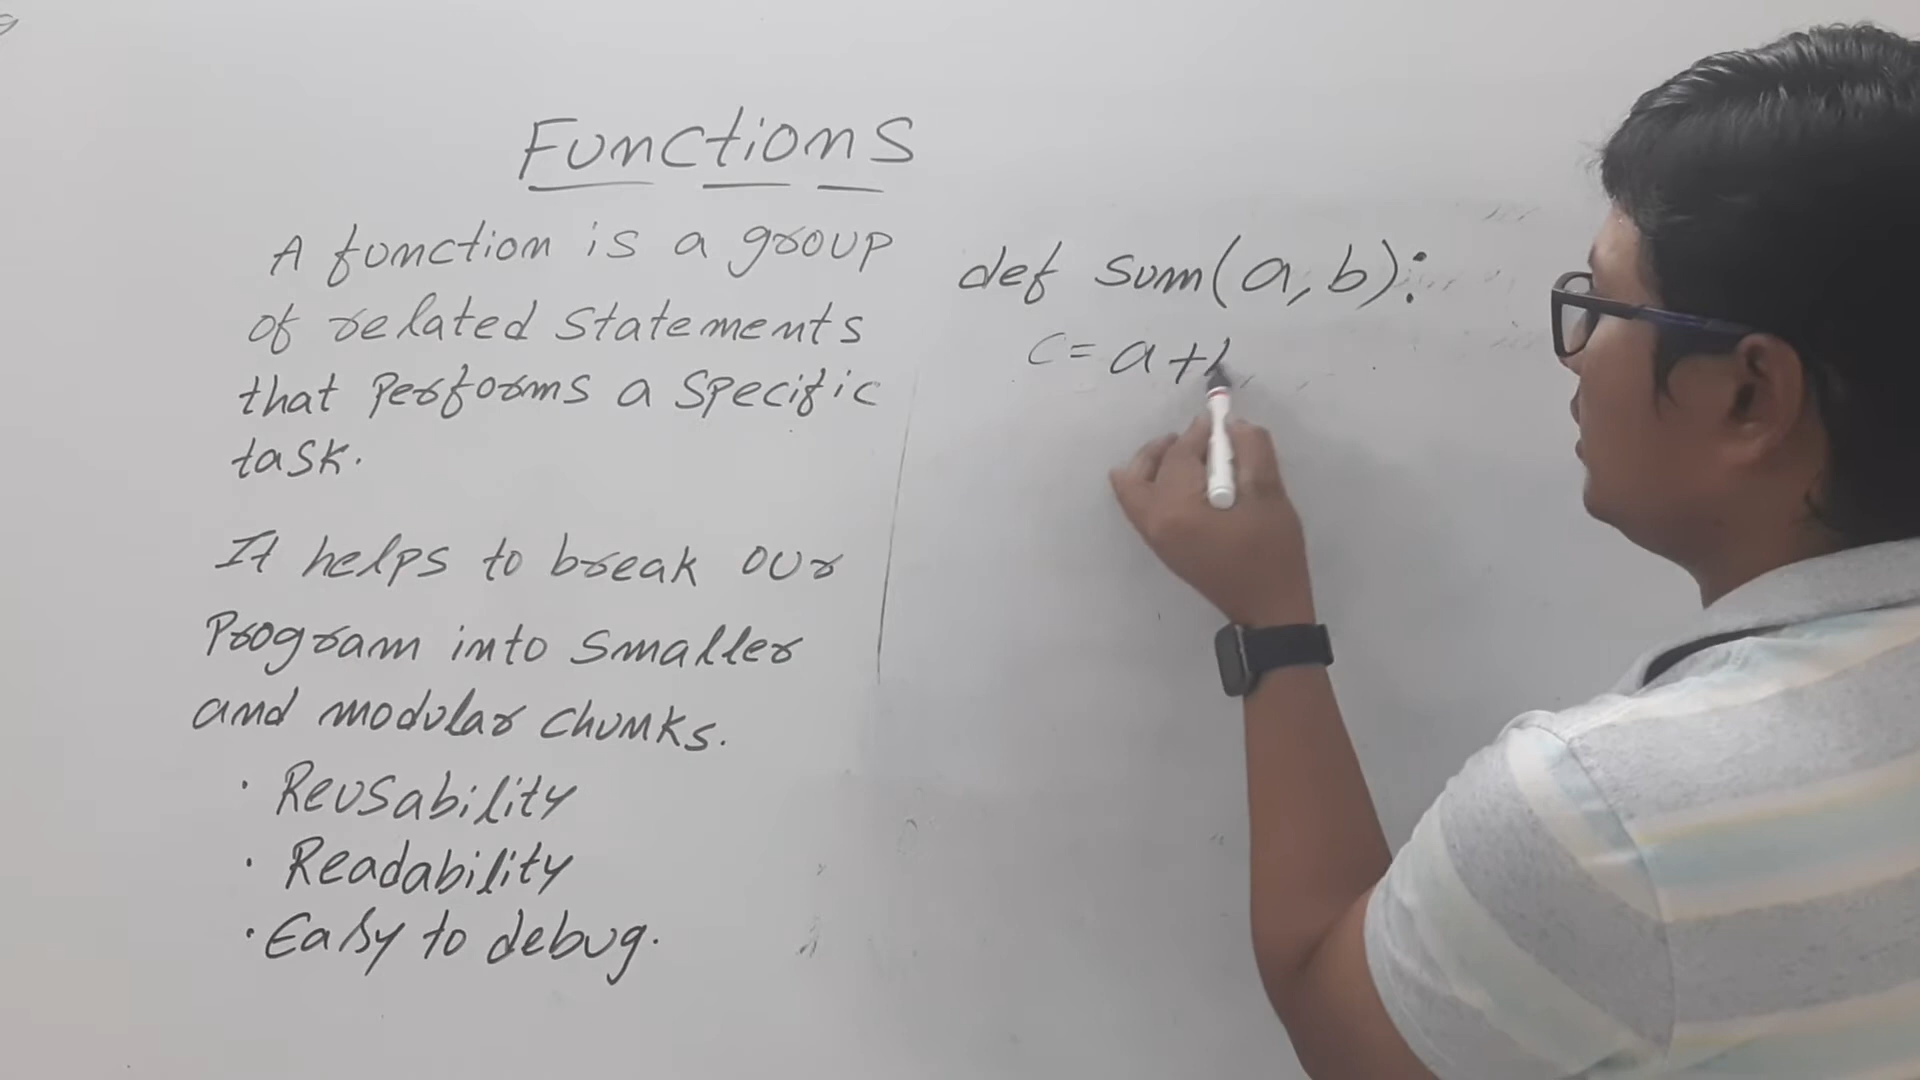 Functions
A function is a group
of related statements
that performs a specific
task.
It helps to break our
program into smaller
and modular chunks.
· Reusability
· Readability
· Easy to debug.
def sum(a, b):
c = a +